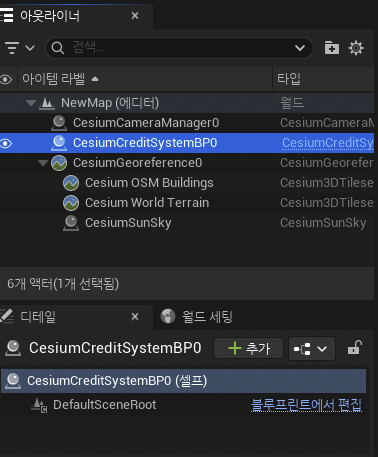 아웃라이너
검색...
아이템 라벨 타입
NewMap (에디터) 월드
CesiumCameraManager0 CesiumCameraM
CesiumCreditSystemBP0 CesiumCreditSy
CesiumGeoreference0 CesiumGeorefer
Cesium OSM Buildings Cesium3DTileset
Cesium World Terrain Cesium3DTileset
CesiumSunSky CesiumSunSky
6개 액터(1개 선택됨)
디테일 월드 세팅
CesiumCreditSystemBP0 추가
CesiumCreditSystemBP0 (셀프)
DefaultSceneRoot 블루프린트에서 편집